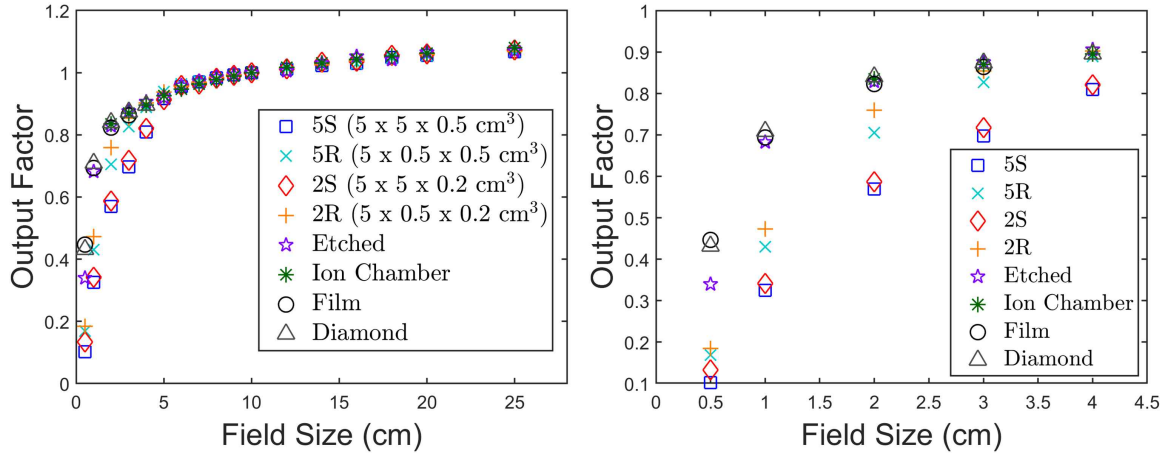 1.2
1
0.8
0.6
0.4
0.2
0
Output Factor
0 5 10 15 20 25
Field Size (cm)
5S (5 x 5 x 0.5 cm³)
5R (5 x 0.5 x 0.5 cm³)
2S (5 x 5 x 0.2 cm³)
2R (5 x 0.5 x 0.2 cm³)
Etched
Ion Chamber
Film
Diamond
1
0.9
0.8
0.7
0.6
0.5
0.4
0.3
0.2
0.1
Output Factor
0 0.5 1 1.5 2 2.5 3 3.5 4 4.5
Field Size (cm)
5S
5R
2S
2R
Etched
Ion Chamber
Film
Diamond